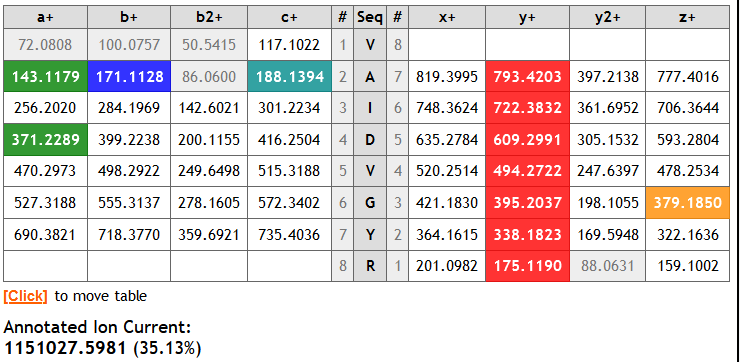 a+ b+ b2+ c+ # Seq # x+ y+ y2+ z+
72.0808 100.0757 50.5415 117.1022 1 V 8
143.1179 171.1128 86.0600 188.1394 2 A 7 819.3995 793.4203 397.2138 777.4016
256.2020 284.1969 142.6021 301.2234 3 I 6 748.3624 722.3832 361.6952 706.3644
371.2289 399.2238 200.1155 416.2504 4 D 5 635.2784 609.2991 305.1532 593.2804
470.2973 498.2922 249.6498 515.3188 5 V 4 520.2514 494.2722 247.6397 478.2534
527.3188 555.3137 278.1605 572.3402 6 G 3 421.1830 395.2037 198.1055 379.1850
690.3821 718.3770 359.6921 735.4036 7 Y 2 364.1615 338.1823 169.5948 322.1636
8 R 1 201.0982 175.1190 88.0631 159.1002
[Click] to move table
Annotated Ion Current:
1151027.5981 (35.13%)